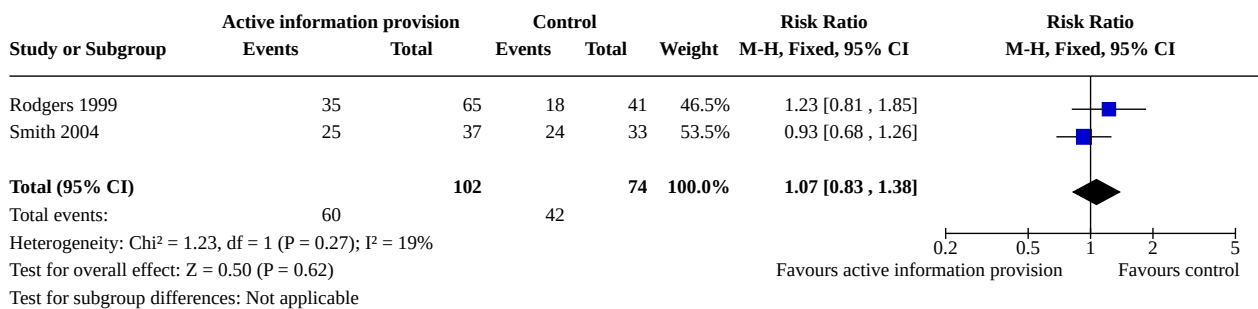 Active information provision Control Risk Ratio Risk Ratio
Study or Subgroup Events Total Events Total Weight M-H, Fixed, 95% CI M-H, Fixed, 95% CI
Rodgers 1999 35 65 18 41 46.5% 1.23 [0.81 , 1.85]
Smith 2004 25 37 24 33 53.5% 0.93 [0.68 , 1.26]
Total (95% CI) 102 74 100.0% 1.07 [0.83 , 1.38]
Total events: 60 42
Heterogeneity: Chi² = 1.23, df = 1 (P = 0.27); I² = 19% 0.2 0.5 1 2 5
Test for overall effect: Z = 0.50 (P = 0.62) Favours active information provision Favours control
Test for subgroup differences: Not applicable